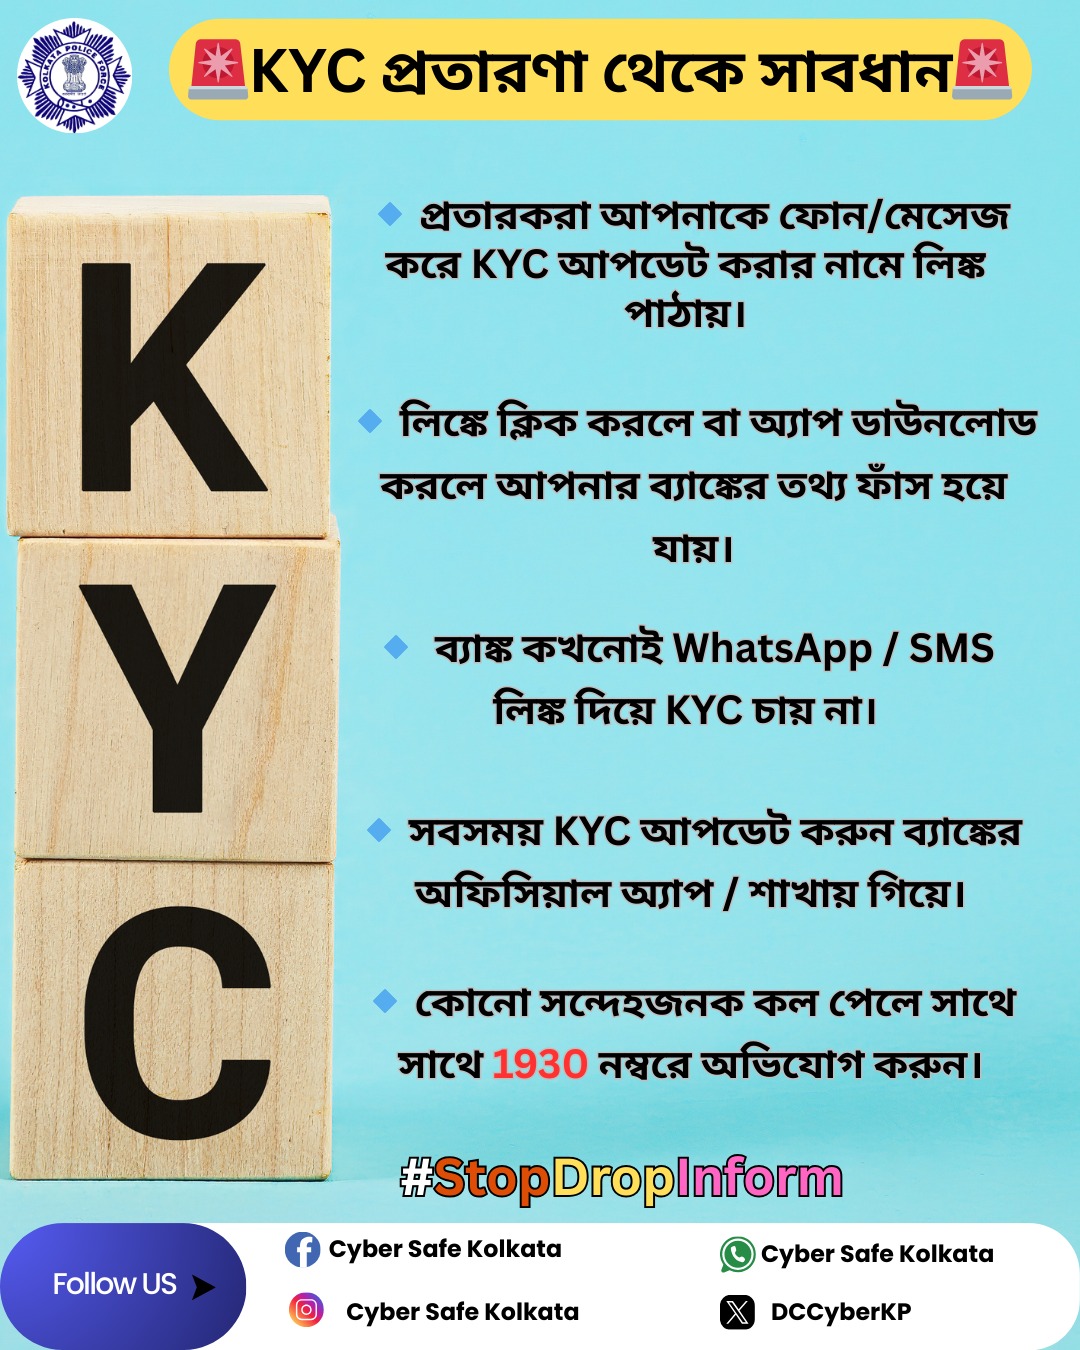 KOLKATA POLICE FORCE
🚨KYC প্রতারণা থেকে সাবধান🚨
K
Y
C
🔹 প্রতারকরা আপনাকে ফোন/মেসেজ
করে KYC আপডেট করার নামে লিঙ্ক
পাঠায়।
🔹 লিঙ্কে ক্লিক করলে বা অ্যাপ ডাউনলোড
করলে আপনার ব্যাঙ্কের তথ্য ফাঁস হয়ে
যায়।
🔹 ব্যাঙ্ক কখনোই WhatsApp / SMS
লিঙ্ক দিয়ে KYC চায় না।
🔹 সবসময় KYC আপডেট করুন ব্যাঙ্কের
অফিসিয়াল অ্যাপ / শাখায় গিয়ে।
🔹 কোনো সন্দেহজনক কল পেলে সাথে
সাথে 1930 নম্বরে অভিযোগ করুন।
#StopDropInform
Follow US
Cyber Safe Kolkata
Cyber Safe Kolkata
Cyber Safe Kolkata
DCCyberKP